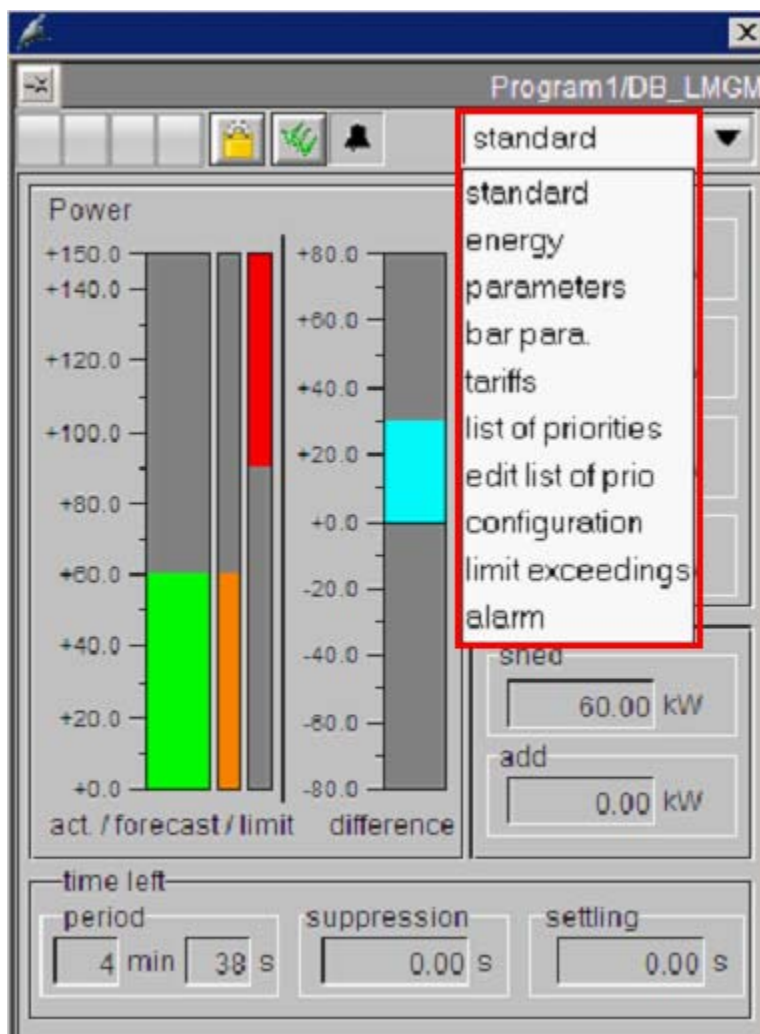 Program1/DB_LMGM
standard
standard
energy
parameters
bar para.
tariffs
list of priorities
edit list of prio
configuration
limit exceedings
alarm
Power
+150.0
+140.0
+120.0
+100.0
+80.0
+60.0
+40.0
+20.0
+0.0
+80.0
+60.0
+40.0
+20.0
+0.0
-20.0
-40.0
-60.0
-80.0
act. / forecast / limit difference
shed
60.00 kW
add
0.00 kW
time left
period suppression settling
4 min 38 s 0.00 s 0.00 s